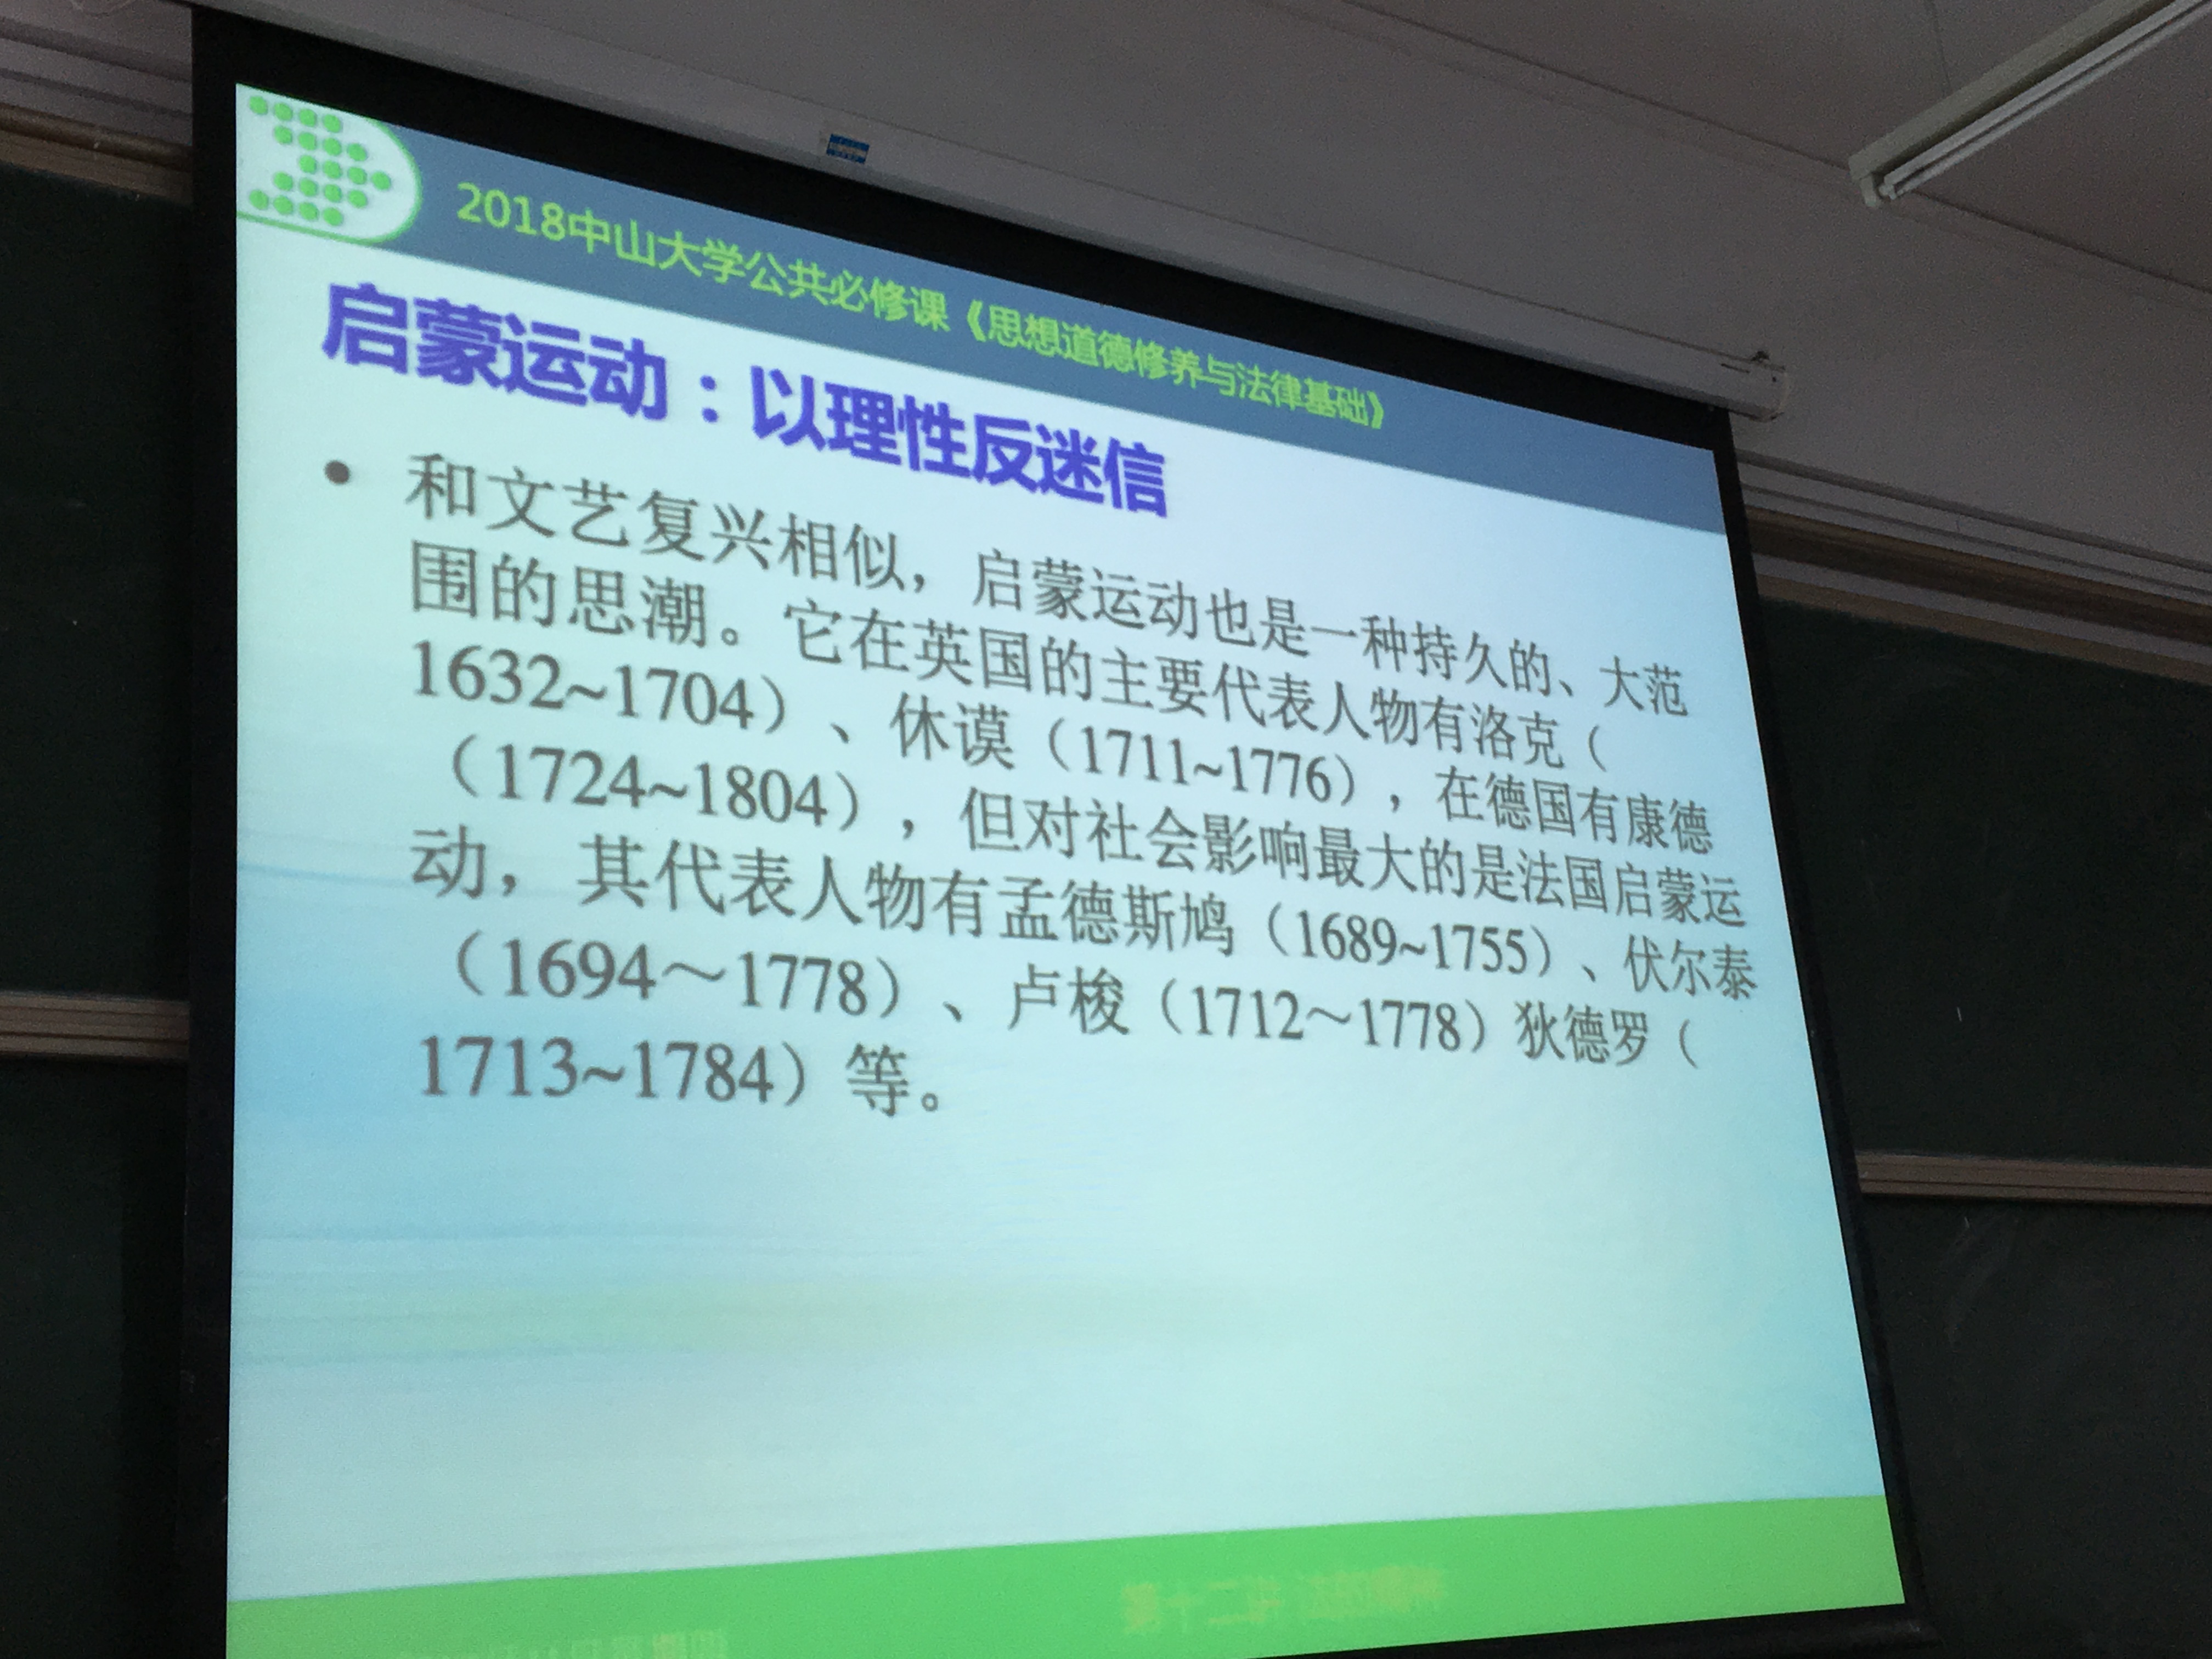 2018中山大学公共必修课《思想道德修养与法律基础》
启蒙运动：以理性反迷信
• 和文艺复兴相似，启蒙运动也是一种持久的、大范
围的思潮。它在英国的主要代表人物有洛克（
1632~1704）、休谟（1711~1776），在德国有康德
（1724~1804），但对社会影响最大的是法国启蒙运
动，其代表人物有孟德斯鸠（1689~1755）、伏尔泰
（1694～1778）、卢梭（1712～1778）狄德罗（
1713~1784）等。